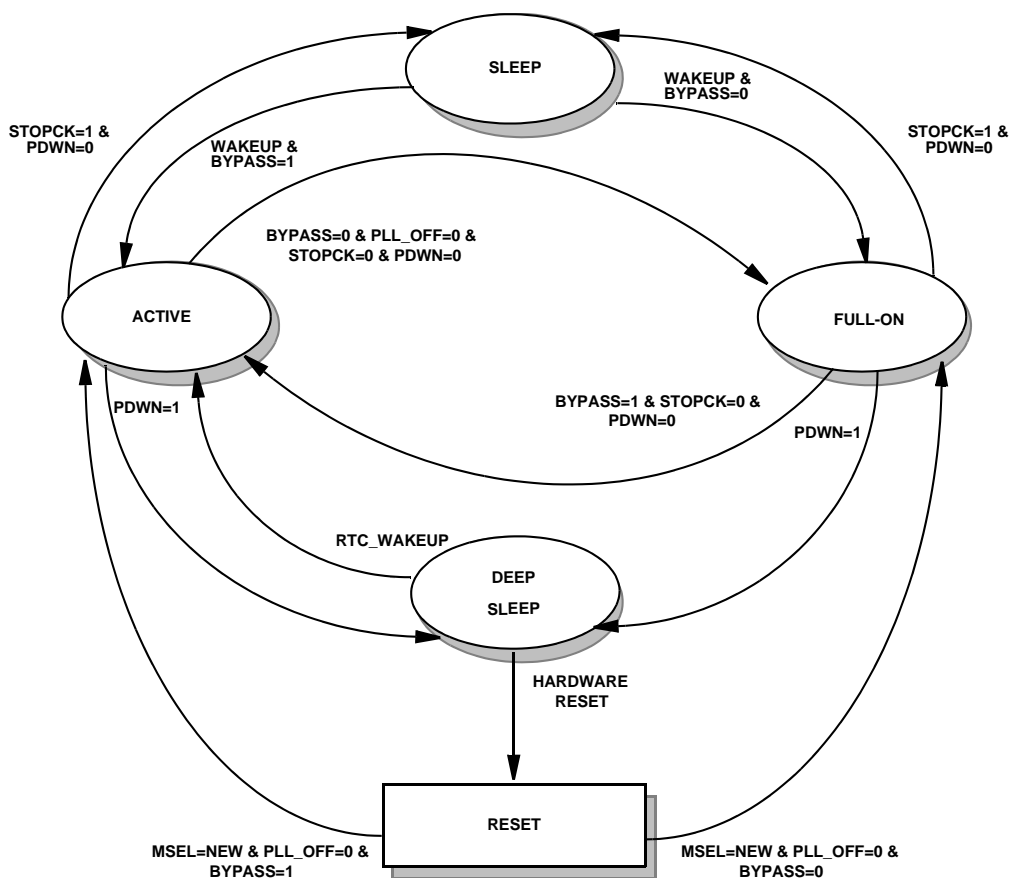 SLEEP
WAKEUP &
BYPASS=0
STOPCK=1 &
PDWN=0
WAKEUP &
BYPASS=1
STOPCK=1 &
PDWN=0
BYPASS=0 & PLL_OFF=0 &
STOPCK=0 & PDWN=0
ACTIVE
FULL-ON
PDWN=1
BYPASS=1 & STOPCK=0 &
PDWN=0
PDWN=1
RTC_WAKEUP
DEEP
SLEEP
HARDWARE
RESET
RESET
MSEL=NEW & PLL_OFF=0 &
BYPASS=1
MSEL=NEW & PLL_OFF=0 &
BYPASS=0